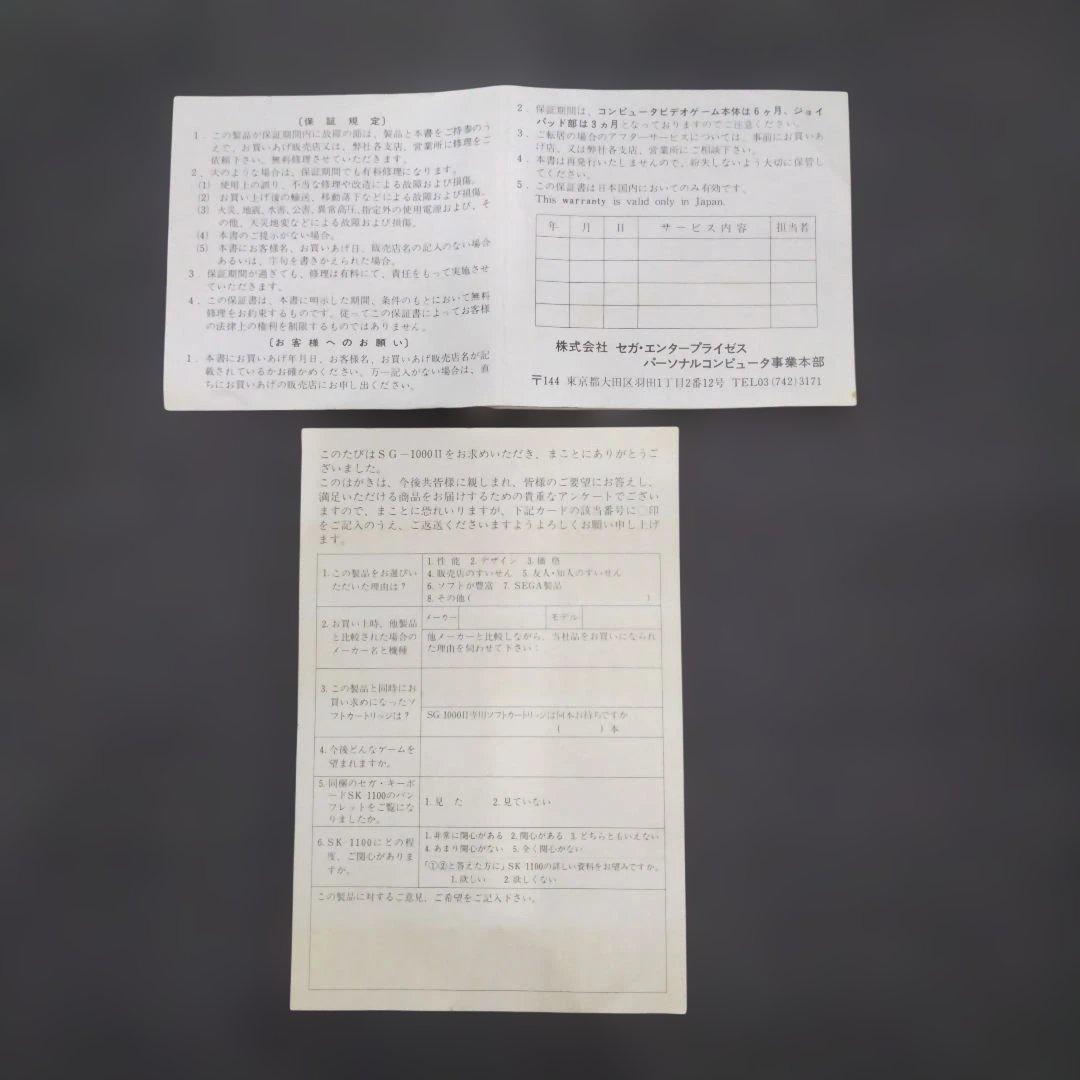 〔保証規定〕
1．この製品が保証期間内に故障の節は、製品と本書をご持参のう
えで、お買いあげ販売店又は、弊社各支店、営業所に修理をご
依頼下さい。無料修理させていただきます。
2．次のような場合は、保証期間でも有料修理になります。
(1) 使用上の誤り、不当な修理や改造による故障および損傷。
(2) お買い上げ後の輸送、移動落下などによる故障および損傷。
(3) 火災、地震、水害、公害、異常高圧、指定外の使用電源および、そ
の他、天災地変などによる故障および損傷。
(4) 本書のご提示がない場合。
(5) 本書にお客様名、お買いあげ日、販売店名の記入のない場合
あるいは、字句を書きかえられた場合。
3．保証期間が過ぎても、修理は有料にて、責任をもって実施させ
ていただきます。
4．この保証書は、本書に明示した期間、条件のもとにおいて無料
修理をお約束するものです。従ってこの保証書によってお客様
の法律上の権利を制限するものではありません。
〔お客様へのお願い〕
1．本書にお買いあげ年月日、お客様名、お買いあげ販売店名が記
載されているかお確かめください。万一記入がない場合は、直
ちにお買いあげの販売店にお申し出ください。
2．保証期間は、コンピュータビデオゲーム本体は6ヶ月、ジョイ
パッド部は3ヵ月となっておりますのでご注意ください。
3．ご転居の場合のアフターサービスについては、事前にお買いあ
げ店、又は弊社各支店、営業所にご相談下さい。
4．本書は再発行いたしませんので、紛失しないよう大切に保管し
てください。
5．この保証書は日本国内においてのみ有効です。
This warranty is valid only in Japan.
年 月 日 サービス内容 担当者
株式会社 セガ・エンタープライゼス
パーソナルコンピュータ事業本部
〒144 東京都大田区羽田1丁目2番12号 TEL03(742)3171
このたびはSG－1000Ⅱをお求めいただき、まことにありがとうご
ざいました。
このはがきは、今後共皆様に親しまれ、皆様のご要望にお答えし、
満足いただける商品をお届けするための貴重なアンケートでござい
ますので、まことに恐れいりますが、下記カードの該当番号に○印
をご記入のうえ、ご返送くださいますようよろしくお願い申し上げ
ます。
1.この製品をお選びい
ただいた理由は？
1.性能 2.デザイン 3.価格
4.販売店のすいせん 5.友人・知人のすいせん
6.ソフトが豊富 7.SEGA製品
8.その他( )
2.お買い上時、他製品
と比較された場合の
メーカー名と機種
メーカー モデル
他メーカーと比較しながら、当社品をお買いになられ
た理由を伺わせて下さい：
3.この製品と同時にお
買い求めになったソ
フトカートリッジは？
SG-1000Ⅱ専用ソフトカートリッジは何本お持ちですか
( )本
4.今後どんなゲームを
望まれますか。
5.同梱のセガ・キーボ
ードSK-1100のパン
フレットをご覧にな
りましたか。
1.見た 2.見ていない
6.SK-1100にどの程
度、ご関心がありま
すか。
1.非常に関心がある 2.関心がある 3.どちらともいえない
4.あまり関心がない 5.全く関心がない
「①②と答えた方に」SK-1100の詳しい資料をお望みですか。
1.欲しい 2.欲しくない
この製品に対するご意見、ご希望をご記入下さい。